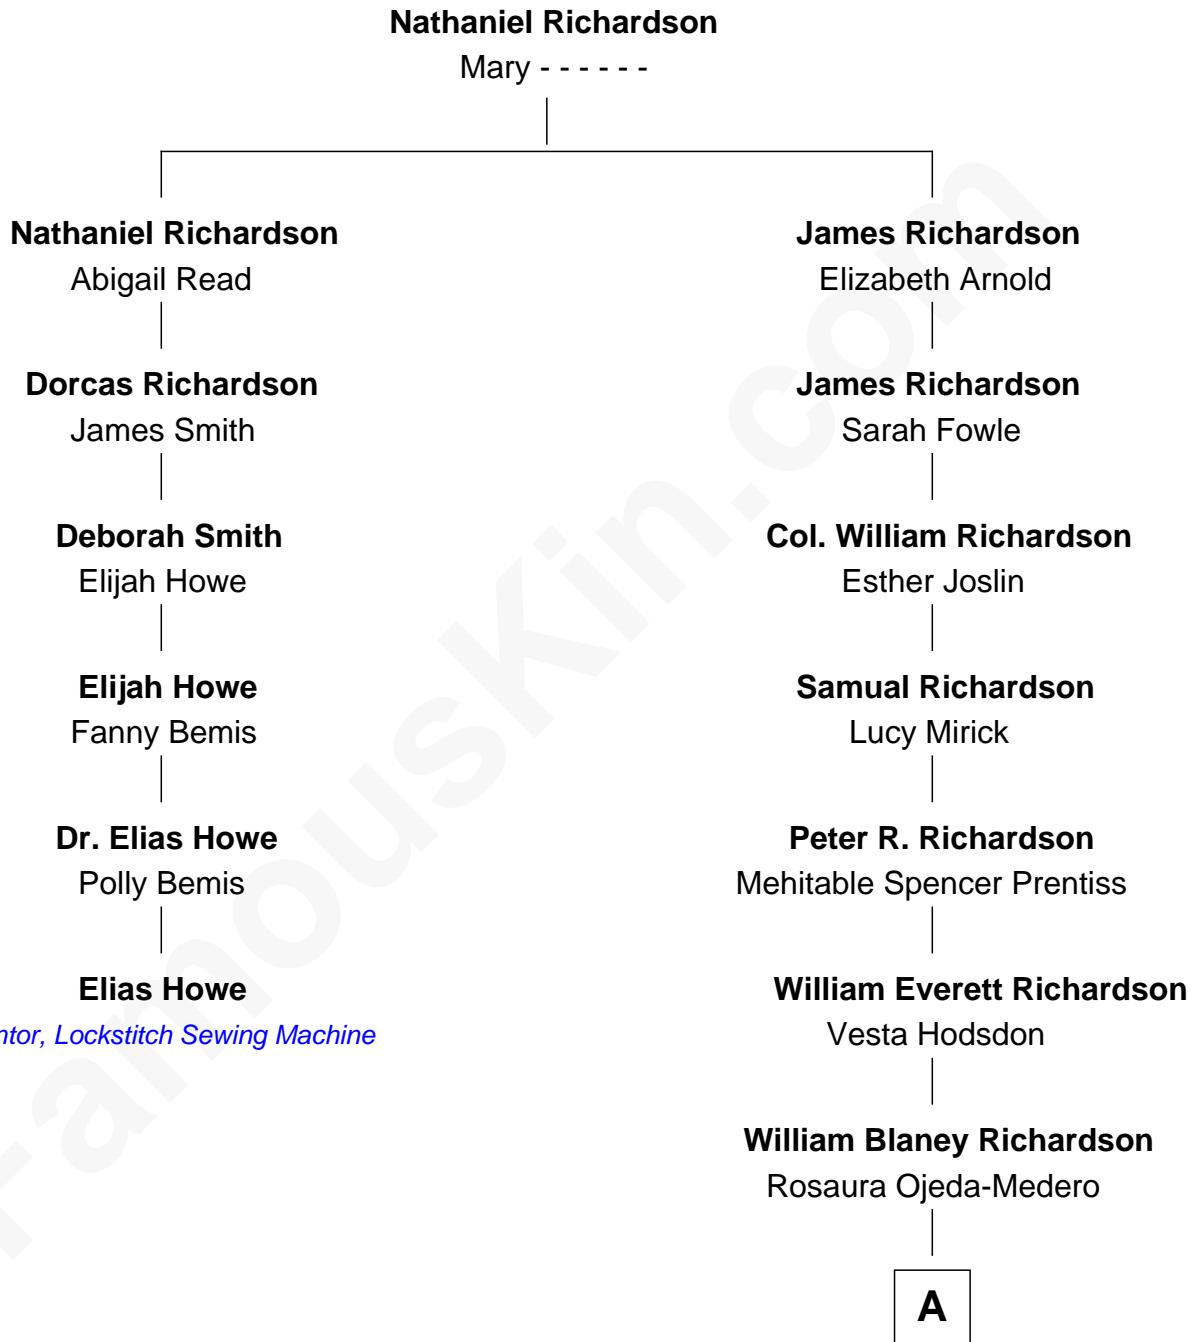 Nathaniel Richardson
Mary - - - - - -
Nathaniel Richardson
Abigail Read
James Richardson
Elizabeth Arnold
Dorcas Richardson
James Smith
James Richardson
Sarah Fowle
Deborah Smith
Elijah Howe
Col. William Richardson
Esther Joslin
Elijah Howe
Fanny Bemis
Samual Richardson
Lucy Mirick
Dr. Elias Howe
Polly Bemis
Peter R. Richardson
Mehitable Spencer Prentiss
Elias Howe
ntor, Lockstitch Sewing Machine
William Everett Richardson
Vesta Hodsdon
William Blaney Richardson
Rosaura Ojeda-Medero
A
FamousKin.com